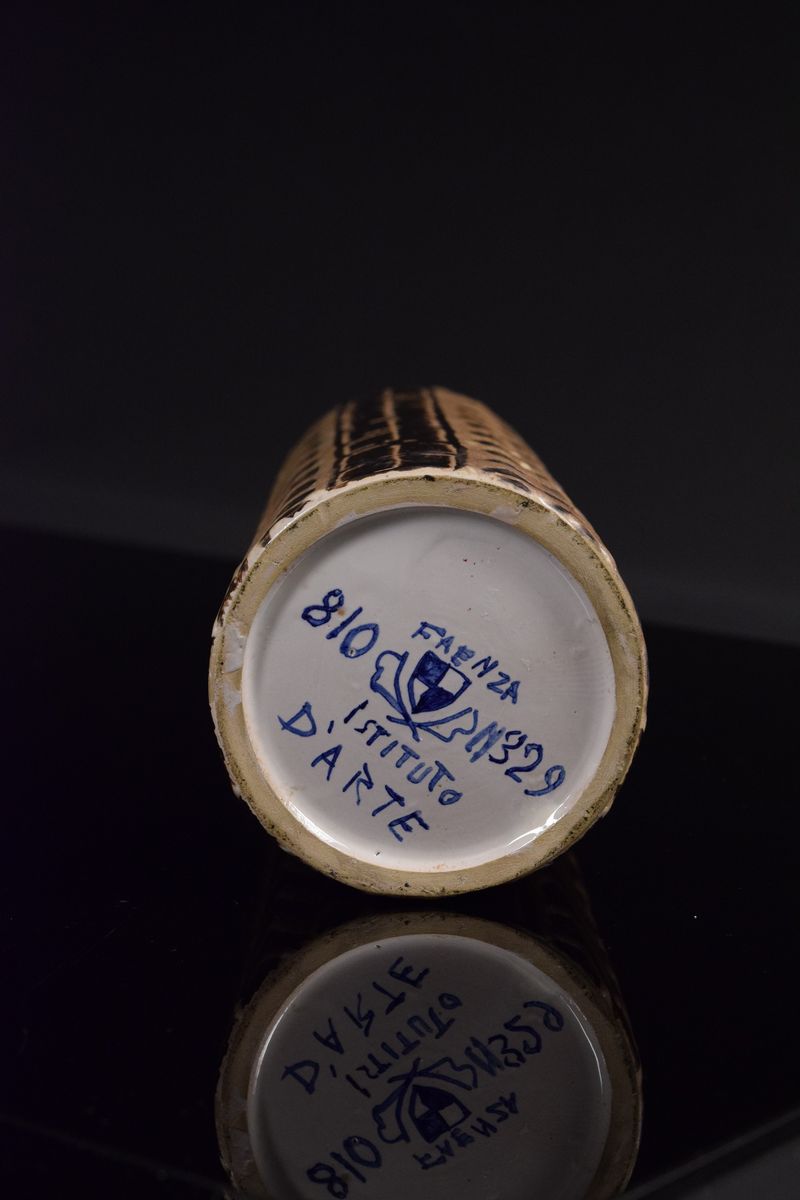 810
FAENZA
N329
ISTITUTO
D'ARTE